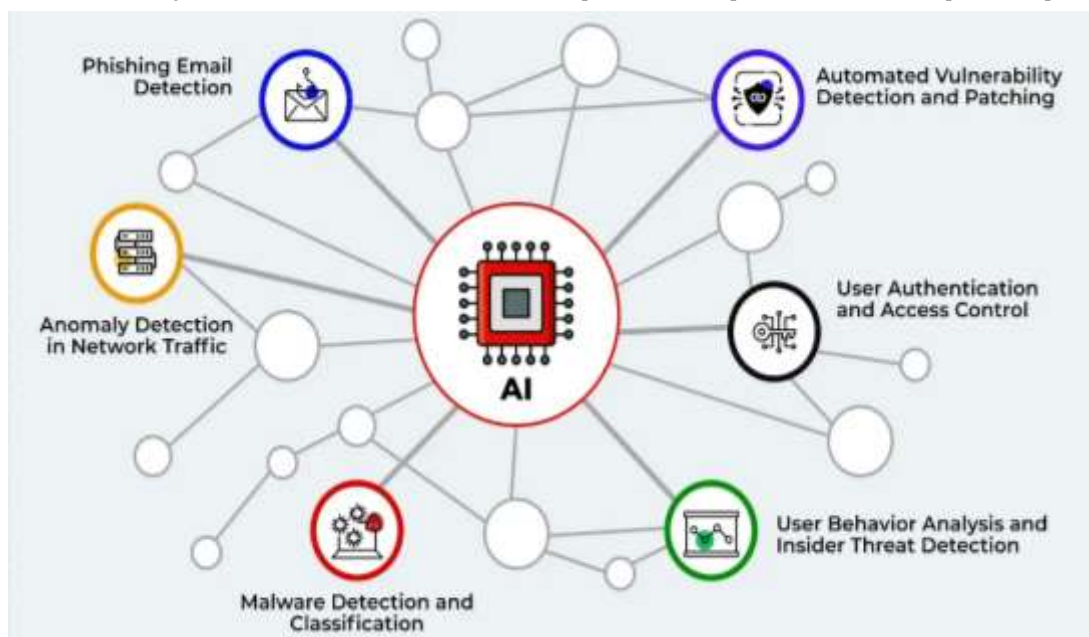 Phishing Email
Detection
Automated Vulnerability
Detection and Patching
Anomaly Detection
in Network Traffic
User Authentication
and Access Control
AI
Malware Detection and
Classification
User Behavior Analysis and
Insider Threat Detection